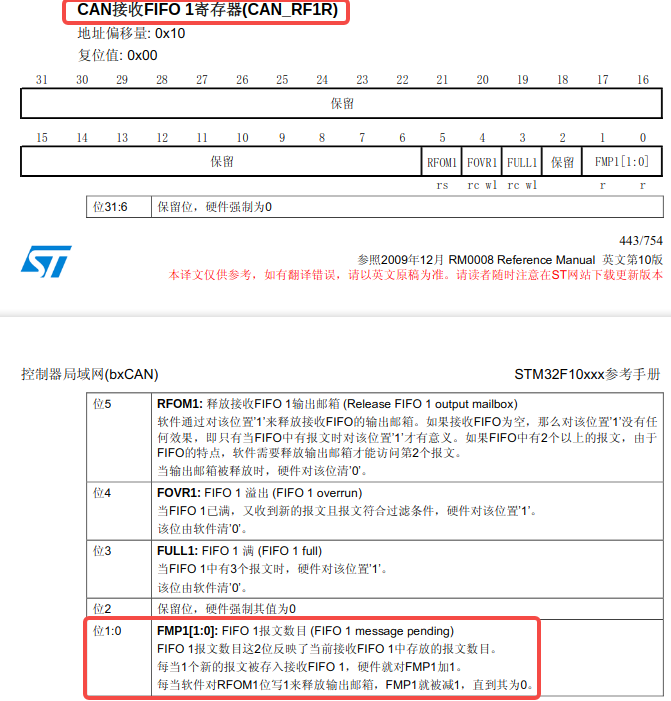 CAN接收FIFO 1寄存器(CAN_RF1R)
地址偏移量: 0x10
复位值: 0x00
31 30 29 28 27 26 25 24 23 22 21 20 19 18 17 16
保留
15 14 13 12 11 10 9 8 7 6 5 4 3 2 1 0
保留 RFOM1 FOVR1 FULL1 保留 FMP1[1:0]
rs rc wl rc wl r r
位31:6 保留位，硬件强制为0
443/754
ST
参照2009年12月 RM0008 Reference Manual 英文第10版
本译文仅供参考，如有翻译错误，请以英文原稿为准。请读者随时注意在ST网站下载更新版本
控制器局域网(bxCAN) STM32F10xxx参考手册
位5 RFOM1: 释放接收FIFO 1输出邮箱 (Release FIFO 1 output mailbox)
软件通过对该位置'1'来释放接收FIFO的输出邮箱。如果接收FIFO为空，那么对该位置'1'没有任
何效果，即只有当FIFO中有报文时对该位置'1'才有意义。如果FIFO中有2个以上的报文，由于
FIFO的特点，软件需要释放输出邮箱才能访问第2个报文。
当输出邮箱被释放时，硬件对该位清'0'。
位4 FOVR1: FIFO 1 溢出 (FIFO 1 overrun)
当FIFO 1已满，又收到新的报文且报文符合过滤条件，硬件对该位置'1'。
该位由软件清'0'。
位3 FULL1: FIFO 1 满 (FIFO 1 full)
当FIFO 1中有3个报文时，硬件对该位置'1'。
该位由软件清'0'。
位2 保留位，硬件强制其值为0
位1:0 FMP1[1:0]: FIFO 1报文数目 (FIFO 1 message pending)
FIFO 1报文数目这2位反映了当前接收FIFO 1中存放的报文数目。
每当1个新的报文被存入接收FIFO 1，硬件就对FMP1加1。
每当软件对RFOM1位写1来释放输出邮箱，FMP1就被减1，直到其为0。